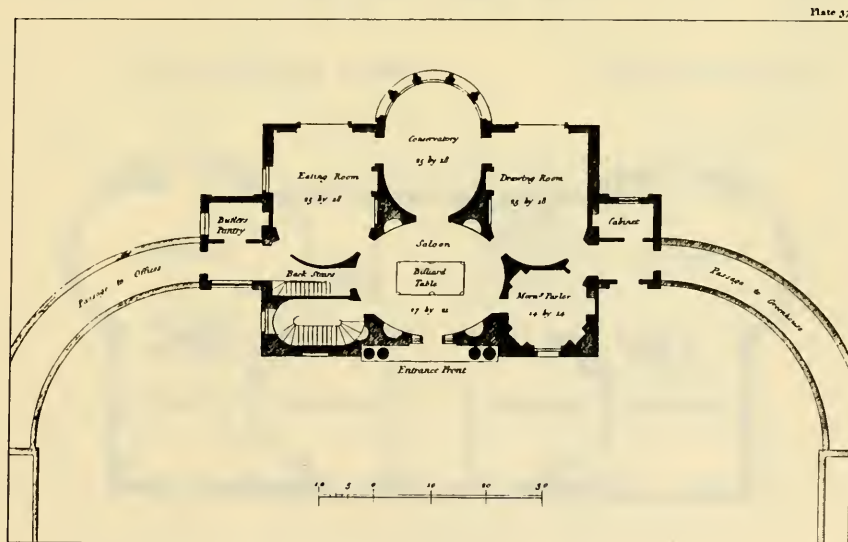 Plate 37
Conservatory
25 by 18
Eating Room
25 by 18
Drawing Room
25 by 18
Butlers
Pantry
Cabinet
Saloon
Passage to Offices
Back Stairs
Billiard
Table
Morng. Parlor
14 by 14
Passage to Greenhouse
27 by 21
Entrance Front
10 5 0 10 20 30